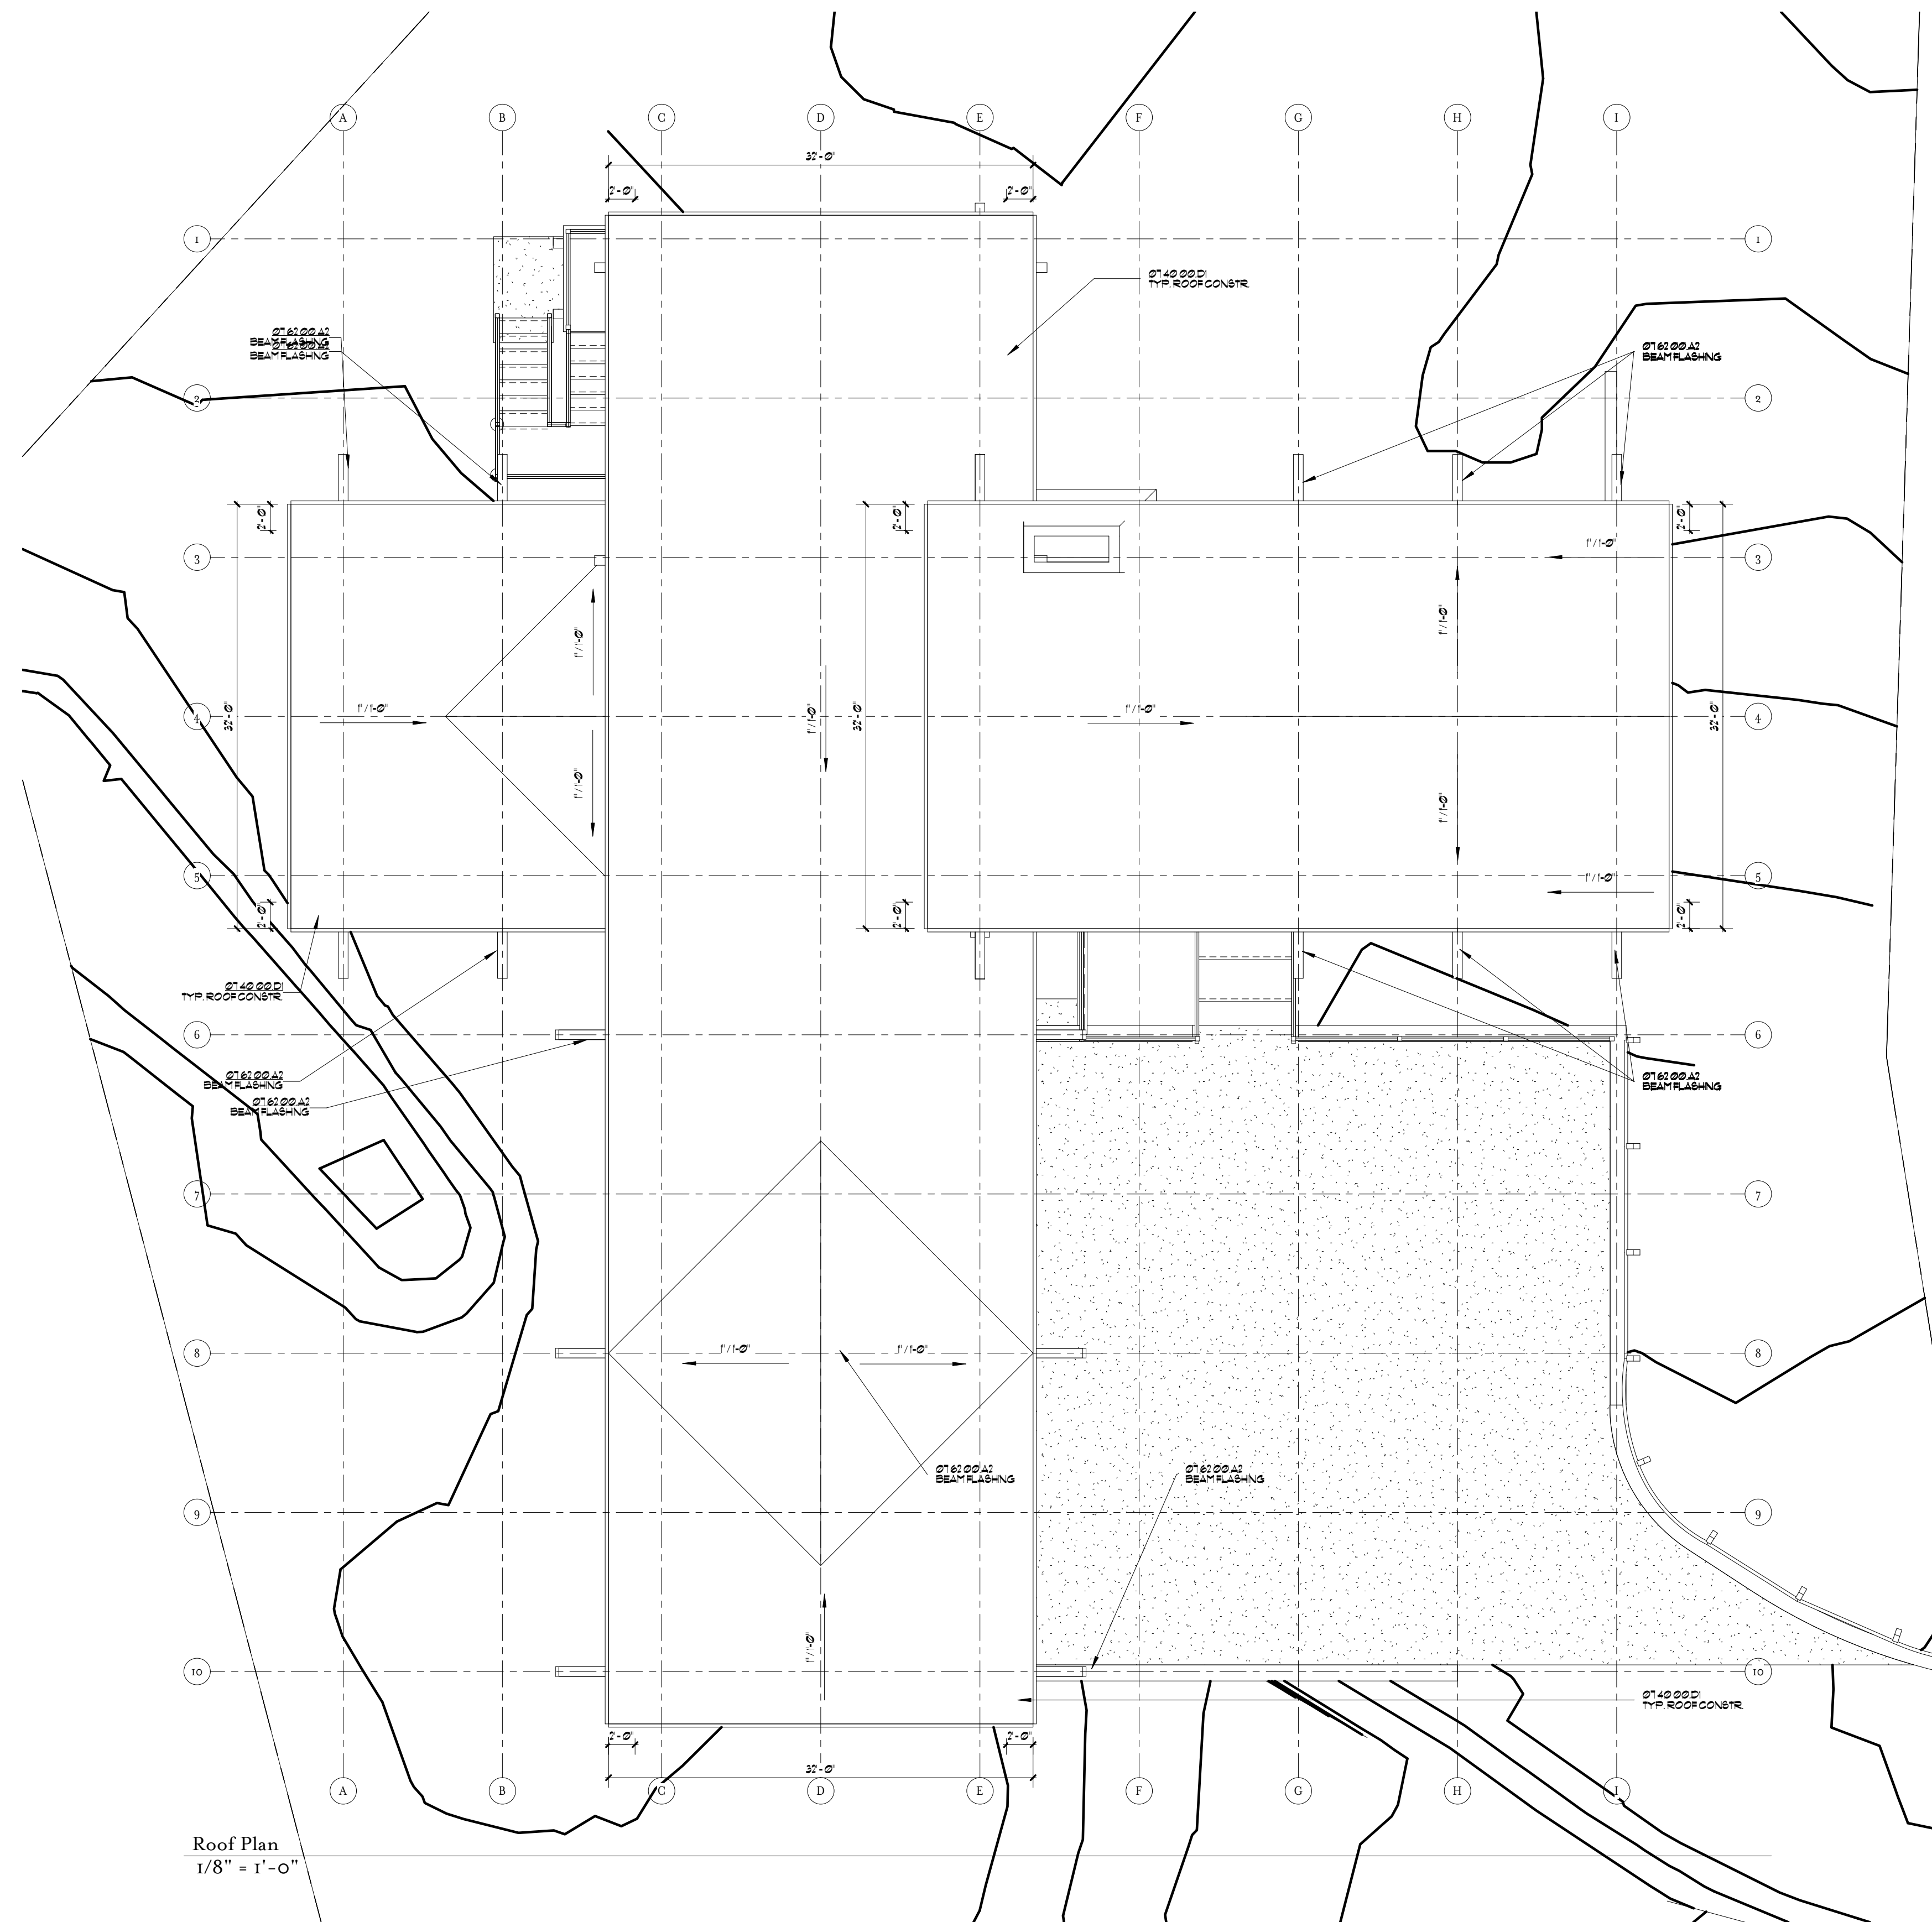 A B C D E F G H I
32'-0"
2'-0" 2'-0"
1 1
074000.D1
TYP. ROOF CONSTR.
076200.A2
BEAM FLASHING
076200.A2
BEAM FLASHING
076200.A2
BEAM FLASHING
2 2
2'-0" 2'-0" 2'-0"
3 1"/1'-0" 3
1"/1'-0" 1"/1'-0"
4 32'-0" 1"/1'-0" 1"/1'-0" 32'-0" 1"/1'-0" 32'-0" 4
1"/1'-0" 1"/1'-0"
5 1"/1'-0" 5
2'-0" 2'-0" 2'-0"
074000.D1
TYP. ROOF CONSTR.
6 6
076200.A2
BEAM FLASHING
076200.A2
BEAM FLASHING
076200.A2
BEAM FLASHING
7 7
8 1"/1'-0" 1"/1'-0" 8
076200.A2
BEAM FLASHING
076200.A2
BEAM FLASHING
9 9
1"/1'-0"
10 10
074000.D1
TYP. ROOF CONSTR.
2'-0" 2'-0"
32'-0"
A B C D E F G H I
Roof Plan
1/8" = 1'-0"